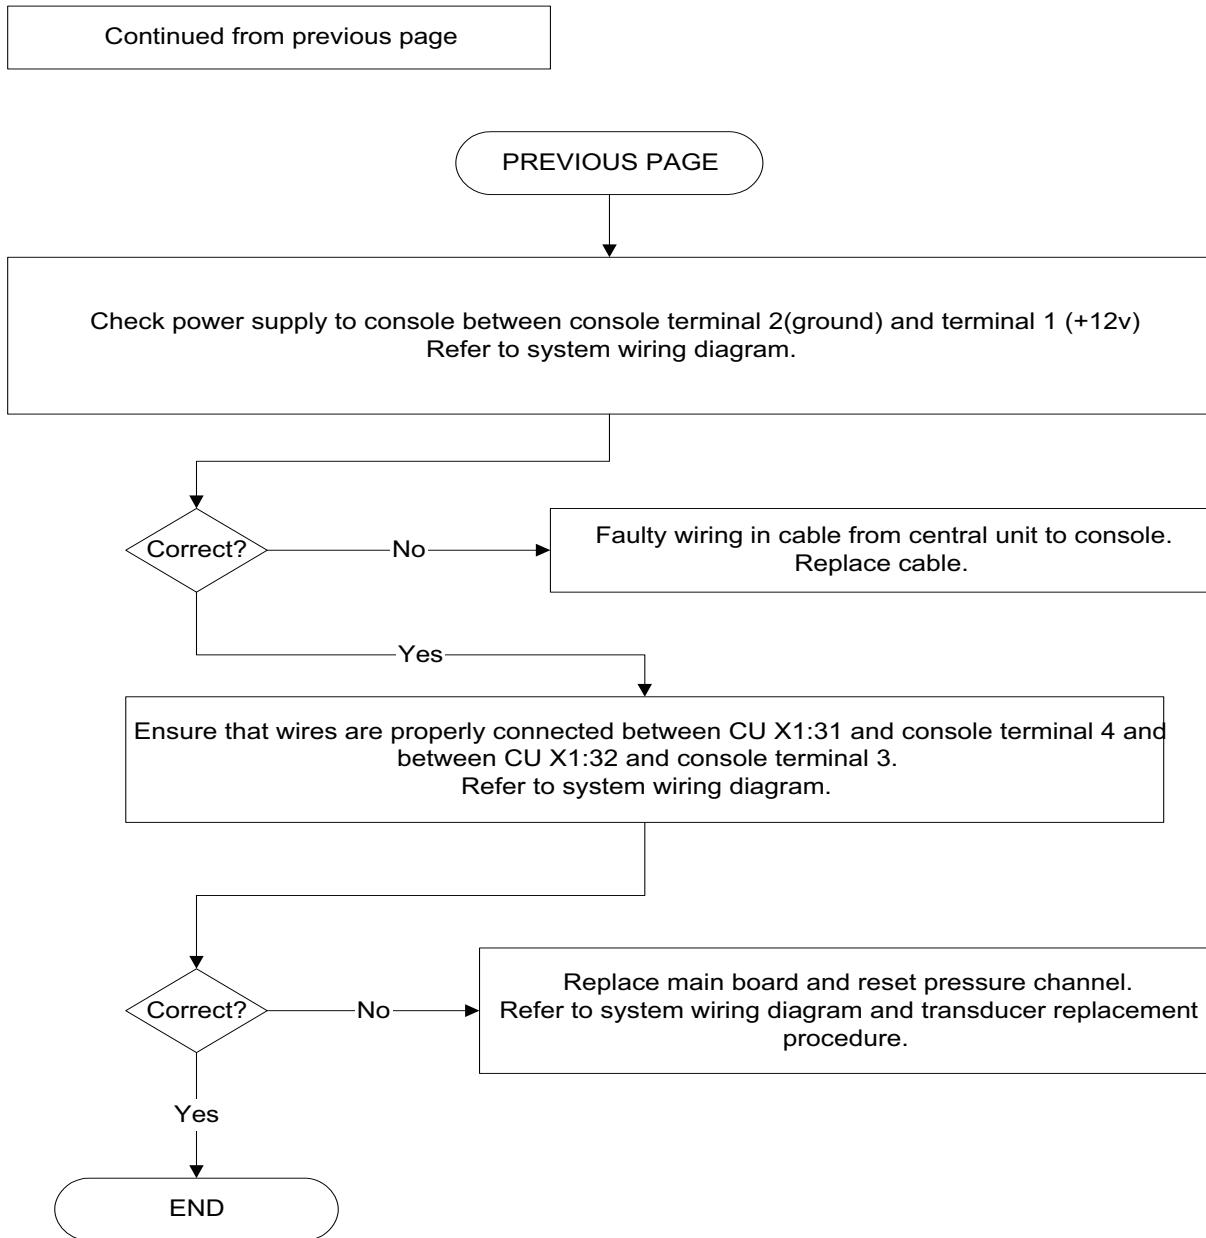 Continued from previous page
PREVIOUS PAGE
Check power supply to console between console terminal 2(ground) and terminal 1 (+12v)
Refer to system wiring diagram.
Correct?
No
Faulty wiring in cable from central unit to console.
Replace cable.
Yes
Ensure that wires are properly connected between CU X1:31 and console terminal 4 and
between CU X1:32 and console terminal 3.
Refer to system wiring diagram.
Correct?
No
Replace main board and reset pressure channel.
Refer to system wiring diagram and transducer replacement
procedure.
Yes
END